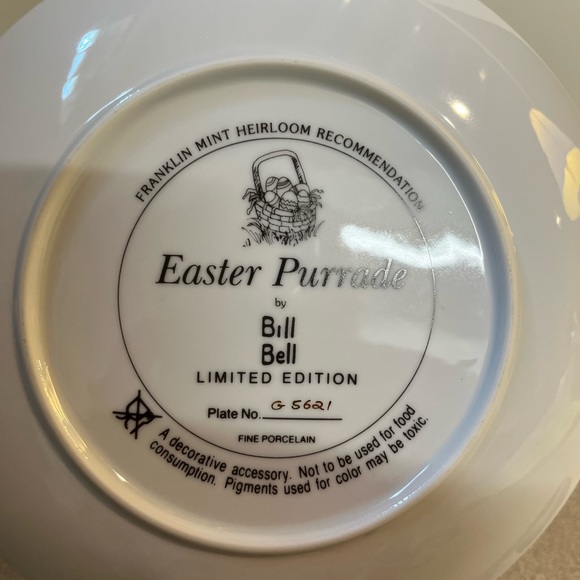 FRANKLIN MINT HEIRLOOM RECOMMENDATION
Easter Purrade
by
Bill
Bell
LIMITED EDITION
Plate No. G 5621
FINE PORCELAIN
A decorative accessory. Not to be used for food
consumption. Pigments used for color may be toxic.